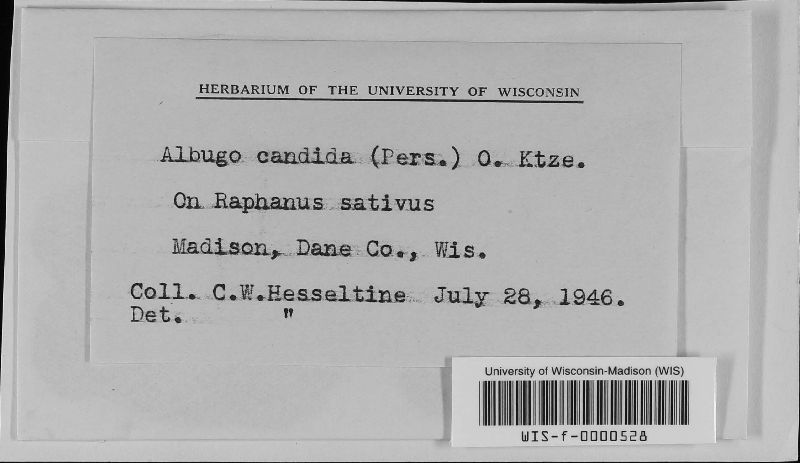 HERBARIUM OF THE UNIVERSITY OF WISCONSIN
Albugo candida (Pers.) O. Ktze.
On Raphanus sativus
Madison, Dane Co., Wis.
Coll. C.W.Hesseltine July 28, 1946.
Det. "
University of Wisconsin-Madison (WIS)
WIS-f-0000528